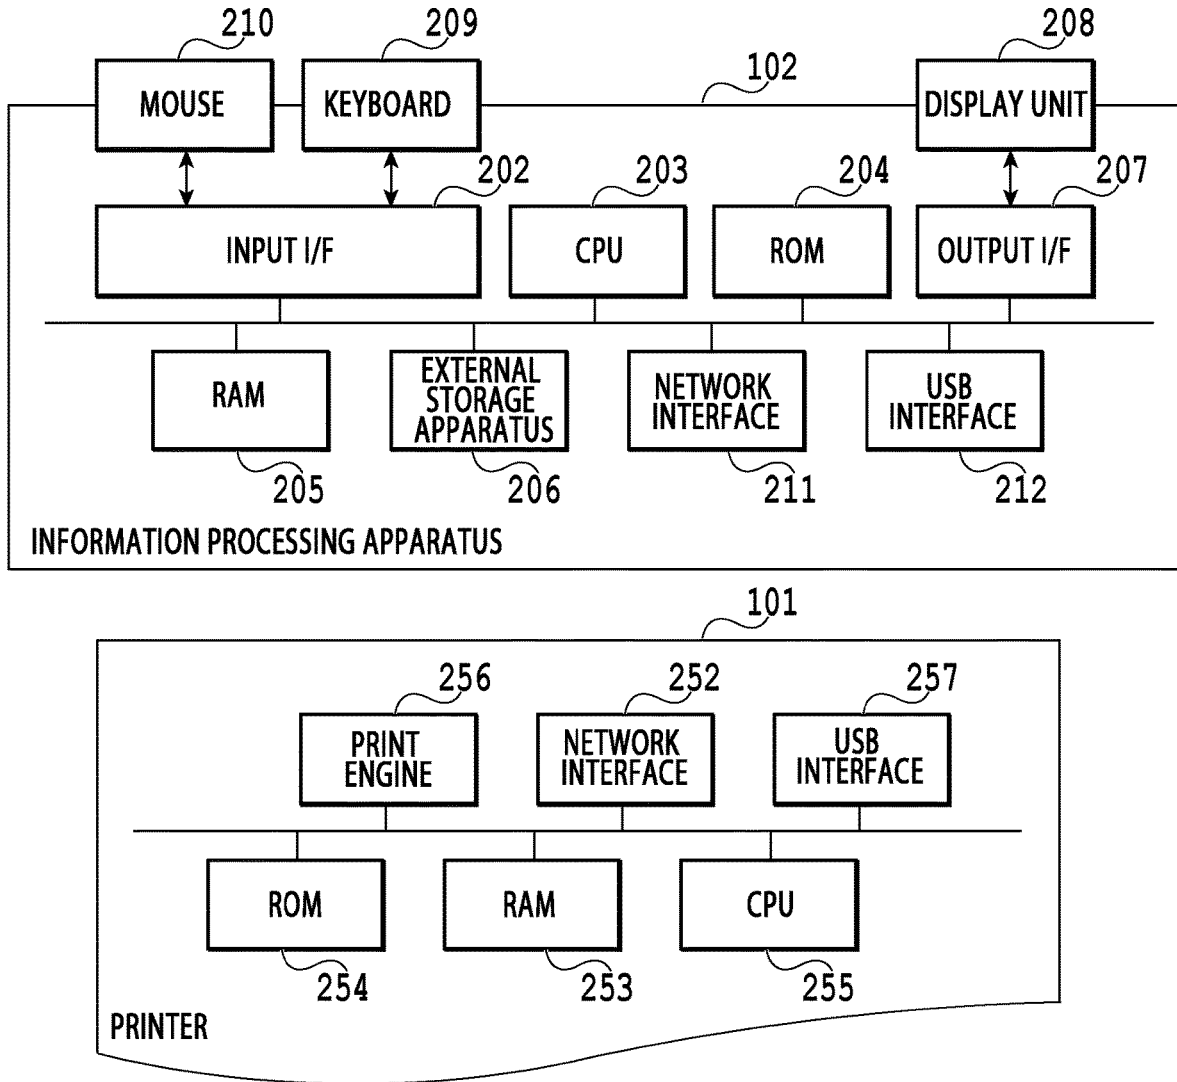 210
209
208
102
MOUSE
KEYBOARD
DISPLAY UNIT
202
203
204
207
INPUT I/F
CPU
ROM
OUTPUT I/F
RAM
EXTERNAL
STORAGE
APPARATUS
NETWORK
INTERFACE
USB
INTERFACE
205
206
211
212
INFORMATION PROCESSING APPARATUS
101
256
252
257
PRINT
ENGINE
NETWORK
INTERFACE
USB
INTERFACE
ROM
RAM
CPU
254
253
255
PRINTER